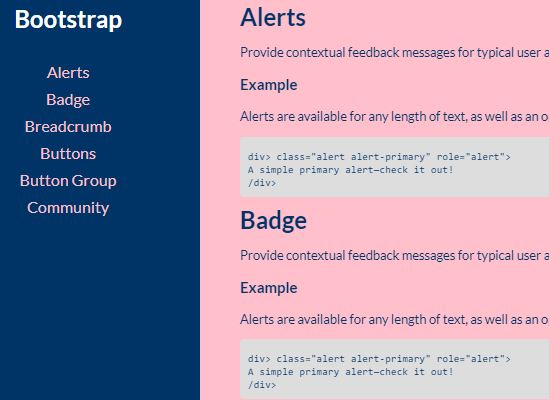 Bootstrap
Alerts
Badge
Breadcrumb
Buttons
Button Group
Community
Alerts
Provide contextual feedback messages for typical user a
Example
Alerts are available for any length of text, as well as an o
div> class="alert alert-primary" role="alert">
A simple primary alert—check it out!
/div>
Badge
Provide contextual feedback messages for typical user a
Example
Alerts are available for any length of text, as well as an o
div> class="alert alert-primary" role="alert">
A simple primary alert—check it out!
/div>